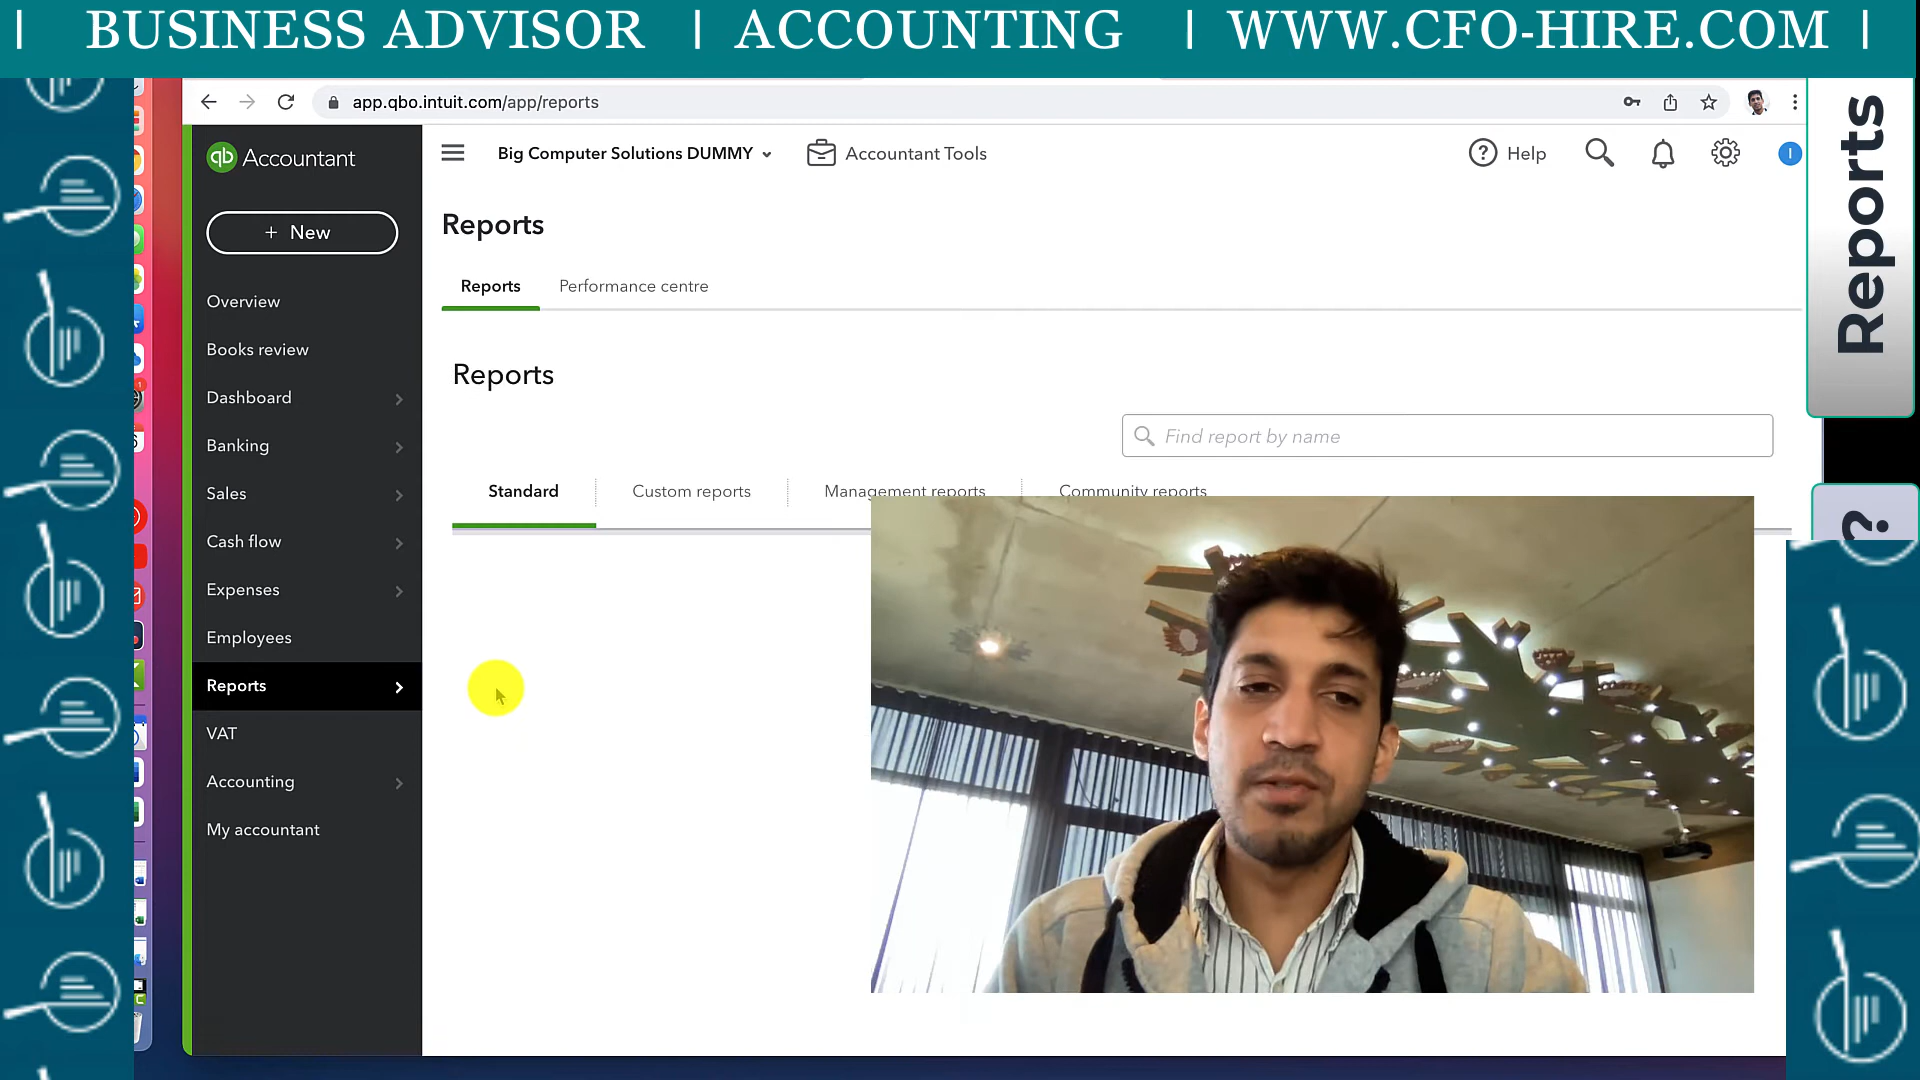 | BUSINESS ADVISOR | ACCOUNTING | WWW.CFO-HIRE.COM |
app.qbo.intuit.com/app/reports
qb Accountant
Big Computer Solutions DUMMY
Accountant Tools
? Help
I
+ New
Reports
Reports
Performance centre
Reports
Find report by name
Standard
Custom reports
Management reports
Community reports
Overview
Books review
Dashboard
Banking
Sales
Cash flow
Expenses
Employees
Reports
VAT
Accounting
My accountant
Reports
?